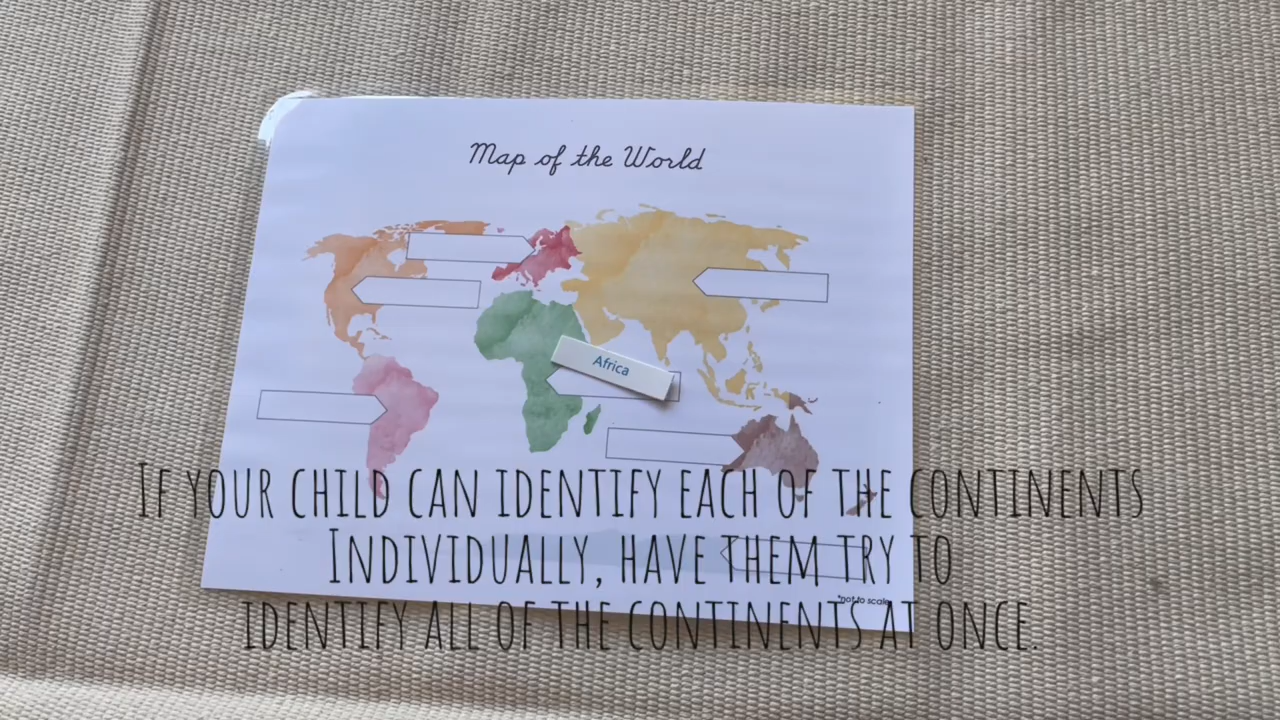 Map of the World
Africa
If your child can identify each of the continents
Individually, have them try to
*not to scale
identify all of the continents at once.